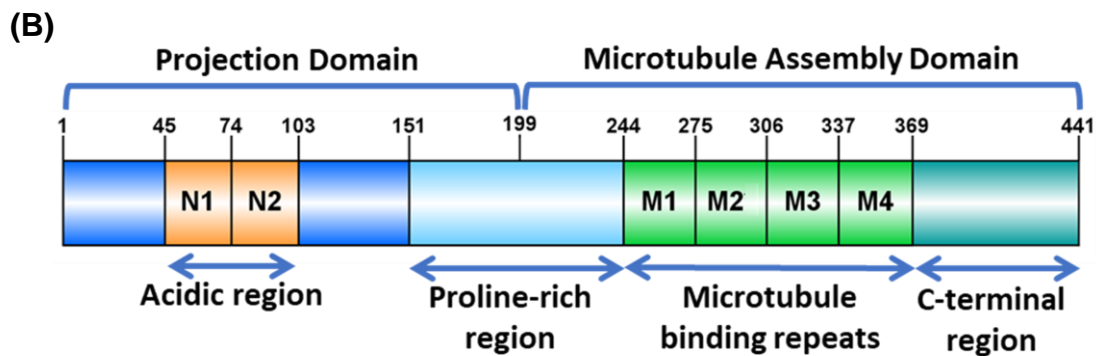 (B)
Projection Domain Microtubule Assembly Domain
1 45 74 103 151 199 244 275 306 337 369 441
N1 N2 M1 M2 M3 M4
Acidic region Proline-rich region Microtubule binding repeats C-terminal region